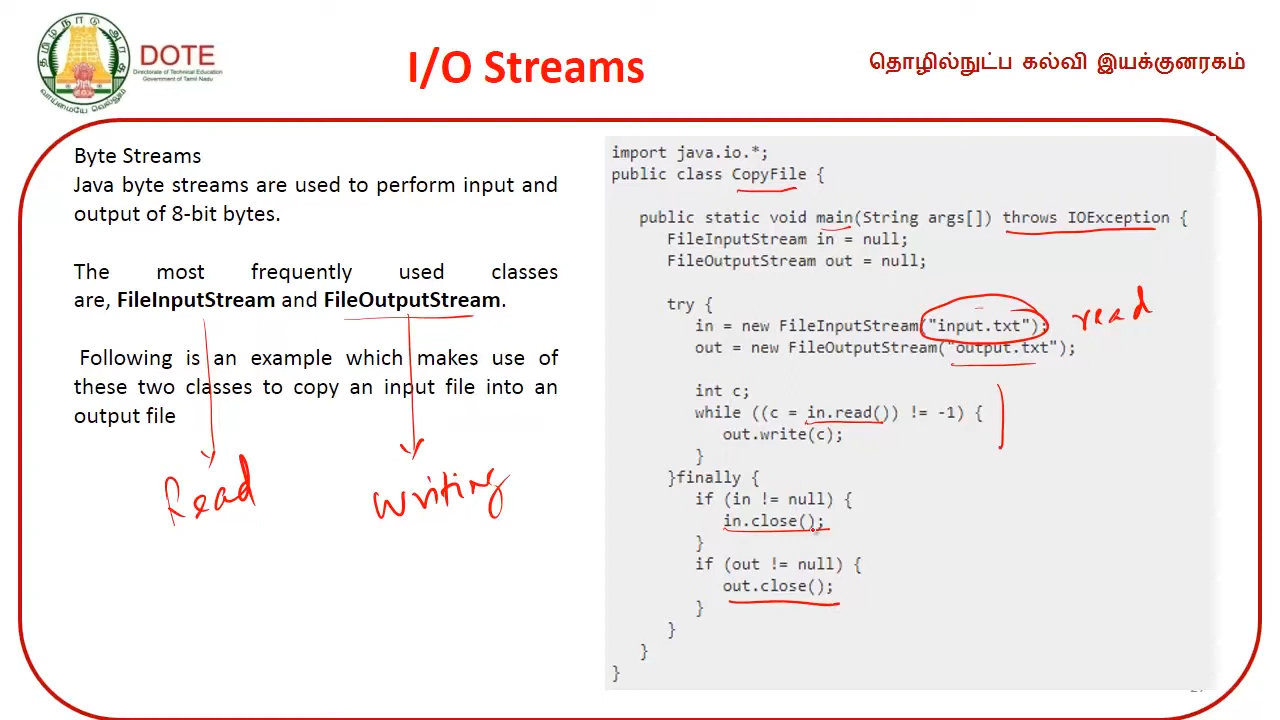 தமிழ்நாடு அரசு
வாய்மையே வெல்லும்
DOTE
Directorate of Technical Education
Government of Tamil Nadu
I/O Streams
தொழில்நுட்ப கல்வி இயக்குனரகம்
Byte Streams
Java byte streams are used to perform input and
output of 8-bit bytes.
The most frequently used classes
are, FileInputStream and FileOutputStream.
Following is an example which makes use of
these two classes to copy an input file into an
output file
Read
Writing
import java.io.*;
public class CopyFile {
public static void main(String args[]) throws IOException {
FileInputStream in = null;
FileOutputStream out = null;
try {
in = new FileInputStream("input.txt");
read
out = new FileOutputStream("output.txt");
int c;
while ((c = in.read()) != -1) {
out.write(c);
}
}finally {
if (in != null) {
in.close();
}
if (out != null) {
out.close();
}
}
}
}